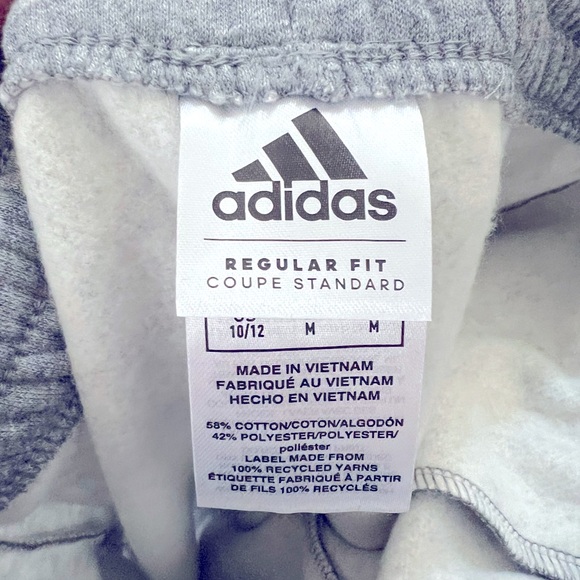 adidas
REGULAR FIT
COUPE STANDARD
10/12 M M
MADE IN VIETNAM
FABRIQUÉ AU VIETNAM
HECHO EN VIETNAM
58% COTTON/COTON/ALGODÓN
42% POLYESTER/POLYESTER/
poliéster
LABEL MADE FROM
100% RECYCLED YARNS
ÉTIQUETTE FABRIQUÉE À PARTIR
DE FILS 100% RECYCLÉS